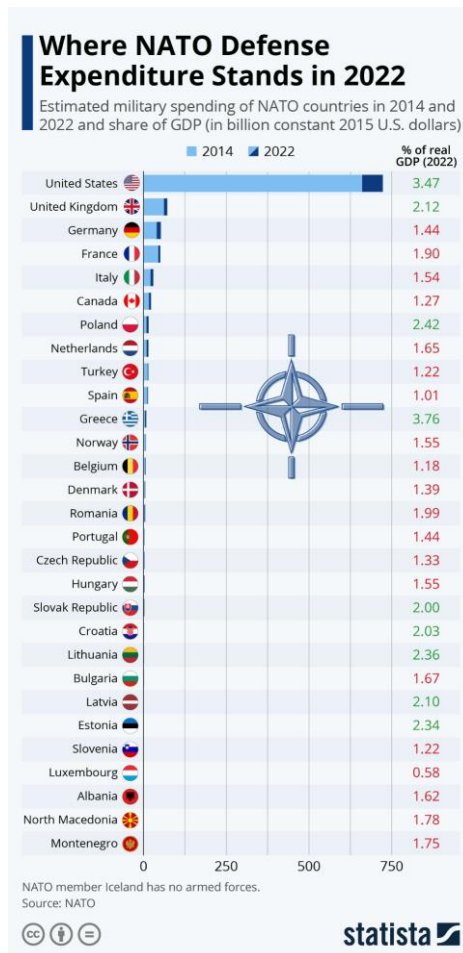 Where NATO Defense
Expenditure Stands in 2022
Estimated military spending of NATO countries in 2014 and
2022 and share of GDP (in billion constant 2015 U.S. dollars)
2014 2022
% of real
GDP (2022)
United States 3.47
United Kingdom 2.12
Germany 1.44
France 1.90
Italy 1.54
Canada 1.27
Poland 2.42
Netherlands 1.65
Turkey 1.22
Spain 1.01
Greece 3.76
Norway 1.55
Belgium 1.18
Denmark 1.39
Romania 1.99
Portugal 1.44
Czech Republic 1.33
Hungary 1.55
Slovak Republic 2.00
Croatia 2.03
Lithuania 2.36
Bulgaria 1.67
Latvia 2.10
Estonia 2.34
Slovenia 1.22
Luxembourg 0.58
Albania 1.62
North Macedonia 1.78
Montenegro 1.75
0 250 500 750
NATO member Iceland has no armed forces.
Source: NATO
cc
statista